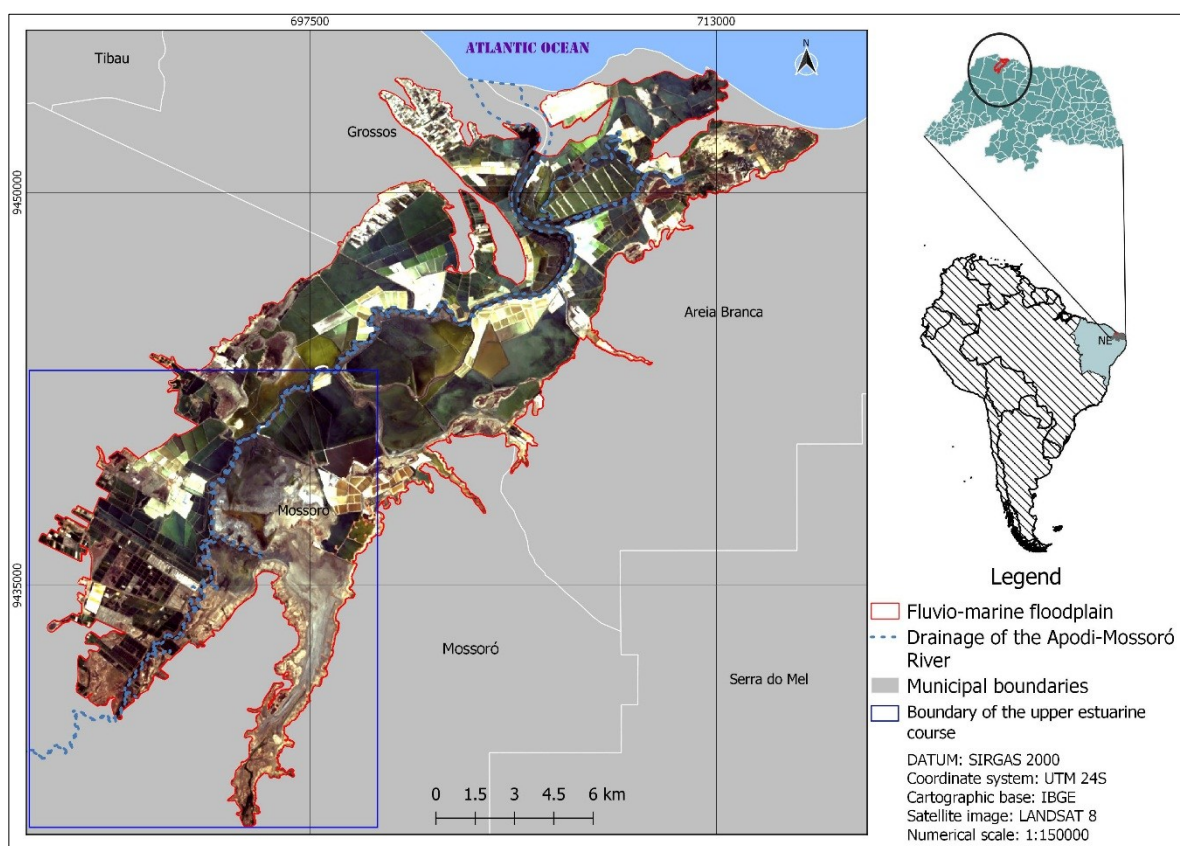 697500
713000
ATLANTIC OCEAN
N
Tibau
Grossos
9450000
Areia Branca
NE
Mossoró
9435000
Mossoró
Serra do Mel
0 1.5 3 4.5 6 km
Legend
Fluvio-marine floodplain
Drainage of the Apodi-Mossoró
River
Municipal boundaries
Boundary of the upper estuarine
course
DATUM: SIRGAS 2000
Coordinate system: UTM 24S
Cartographic base: IBGE
Satellite image: LANDSAT 8
Numerical scale: 1:150000